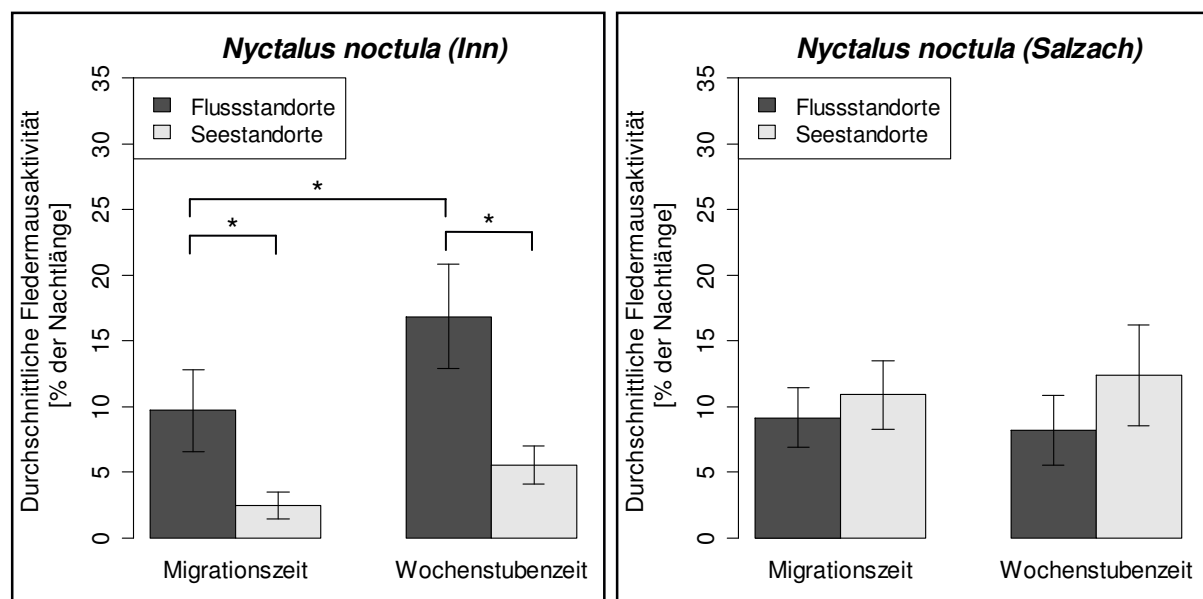 Nyctalus noctula (Inn)
Durchschnittliche Fledermausaktivität
[% der Nachtlänge]
35
30
25
20
15
10
5
0
Flussstandorte
Seestandorte
*
*
*
Migrationszeit
Wochenstubenzeit
Nyctalus noctula (Salzach)
Durchschnittliche Fledermausaktivität
[% der Nachtlänge]
35
30
25
20
15
10
5
0
Flussstandorte
Seestandorte
Migrationszeit
Wochenstubenzeit